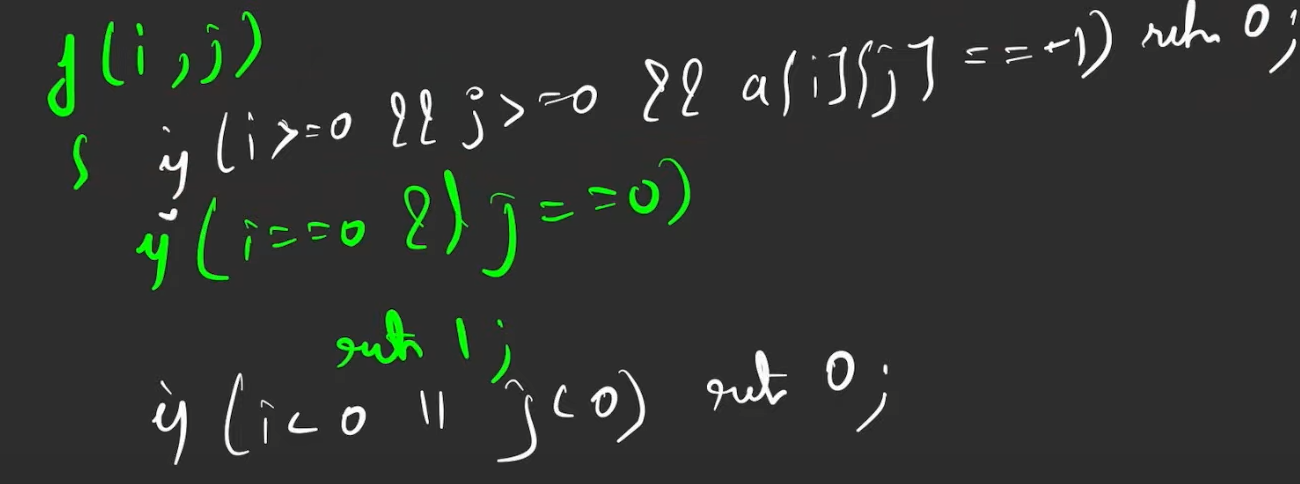 f(i,j)
{ if (i>=0 && j>=0 && a[i][j] == -1) retn 0;
if (i==0 && j==0)
retn 1;
if (i<0 || j<0) ret 0;